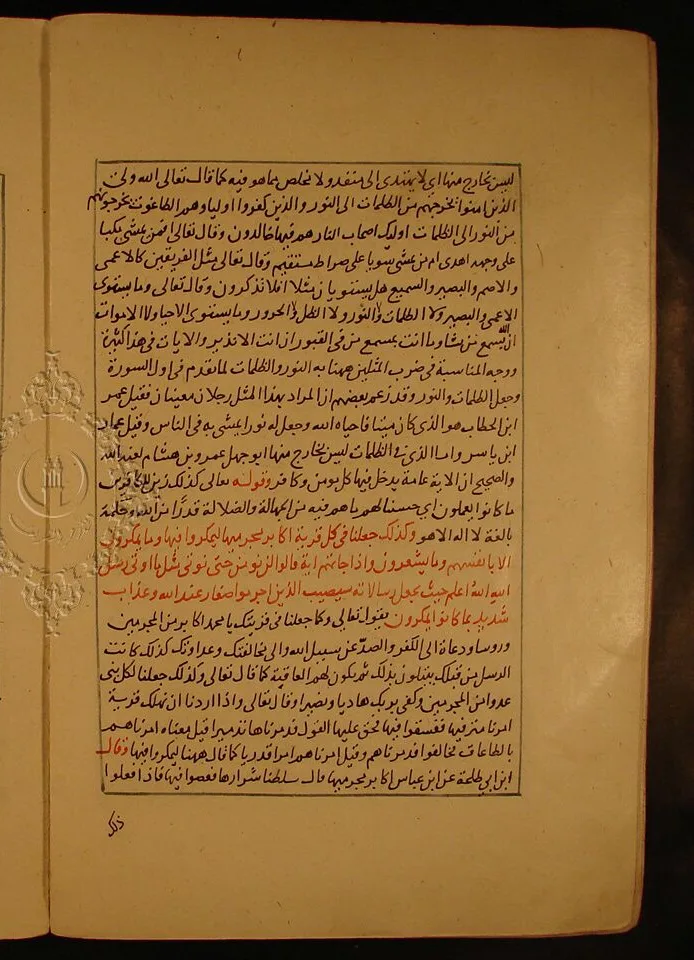 ليس بخارج منها اي لا يهتدي الى منفذ ولا مخلص مما هو فيه كما قال تعالى الله ولي
الذين امنوا يخرجهم من الظلمات الى النور والذين كفروا اولياوهم الطاغوت يخرجونهم
من النور الى الظلمات اوليك اصحاب النار هم فيها خالدون وقال تعالى افمن يمشي مكبا
على وجهه اهدى ام من يمشي سويا على صراط مستقيم وقال تعالى مثل الفريقين كالاعمى
والاصم والبصير والسميع هل يستويان مثلا افلا تذكرون وقال تعالى وما يستوي
الاعمى والبصير ولا الظلمات ولا النور ولا الظل ولا الحرور وما يستوي الاحيا ولا الاموات
ان الله يسمع من يشا وما انت بمسمع من في القبور ان انت الا نذير والايات في هذا كثيرة
ووجه المناسبة في ضرب المثلين ههنا به النور والظلمات لما تقدم في اول السورة
وجعل الظلمات والنور وقد زعم بعضهم ان المراد بهذا المثل رجلان معينان فقيل عمر
ابن الخطاب هو الذي كان ميتا فاحياه الله وجعل له نورا يمشي به في الناس وقيل عمار
ابن ياسر واما الذي في الظلمات ليس بخارج منها ابو جهل عمرو بن هشام لعنه الله
والصحيح ان الاية عامة يدخل فيها كل مومن وكافر وقوله تعالى كذلك زين للكافرين
ما كانوا يعملون اي حسنا لهم ما هم فيه من الجهالة والضلالة قدرا من الله وحكمة
بالغة لا اله الا هو وكذلك جعلنا في كل قرية اكابر مجرميها ليمكروا فيها وما يمكرون
الا بانفسهم وما يشعرون واذا جاتهم اية قالوا لن نومن حتى نوتى مثل ما اوتي رسل
الله الله اعلم حيث يجعل رسالاته سيصيب الذين اجرموا صغار عند الله وعذاب
شديد بما كانوا يمكرون يقول تعالى وكما جعلنا في قريتك يا محمد اكابر من المجرمين
وروسا ودعاة الى الكفر والصد عن سبيل الله والى مخالفتك وعداوتك كذلك كانت
الرسل من قبلك يبتلون بذلك ثم يكون لهم العاقبة كما قال تعالى وكذلك جعلنا لكل نبي
عدوا من المجرمين وكفى بربك هاديا ونصيرا وقال تعالى واذا اردنا ان نهلك قرية
امرنا مترفيها ففسقوا فيها فحق عليها القول فدمرناها تدميرا قيل معناه امرناهم
بالطاعات فخالفوا فدمرناهم وقيل امرناهم امرا قدريا كما قال ههنا ليمكروا فيها وقال
ابن ابي طلحة عن ابن عباس اكابر مجرميها قال سلطنا شرارها فعصوا فيها فاذا فعلوا
ذلك